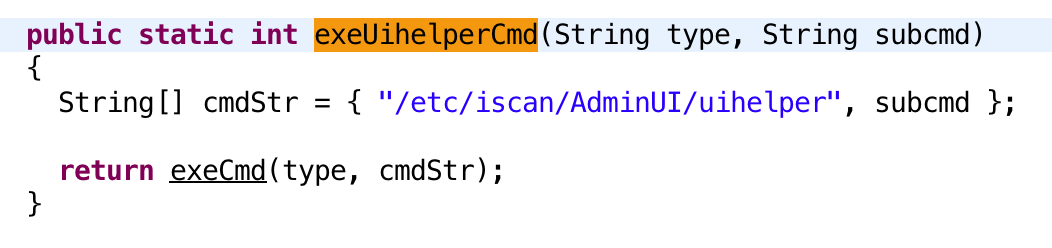 public static int exeUihelperCmd(String type, String subcmd)
{
  String[] cmdStr = { "/etc/iscan/AdminUI/uihelper", subcmd };
  return exeCmd(type, cmdStr);
}